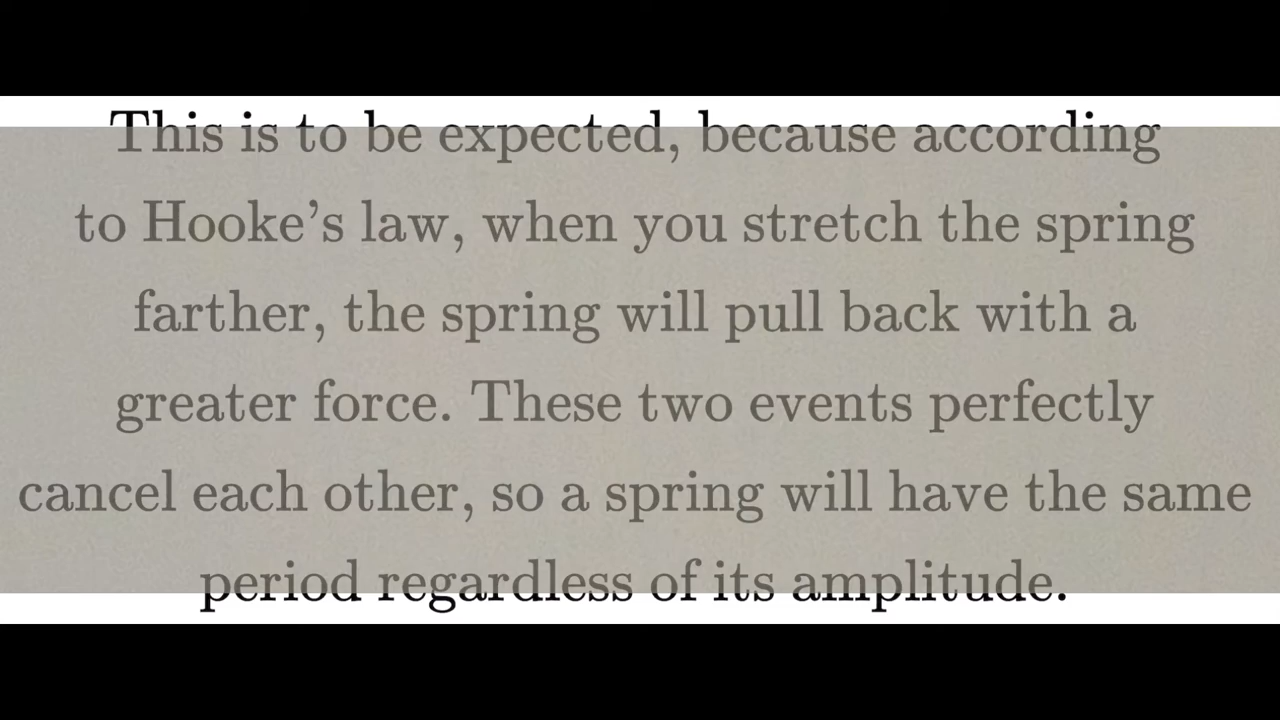 This is to be expected, because according
to Hooke’s law, when you stretch the spring
farther, the spring will pull back with a
greater force. These two events perfectly
cancel each other, so a spring will have the same
period regardless of its amplitude.